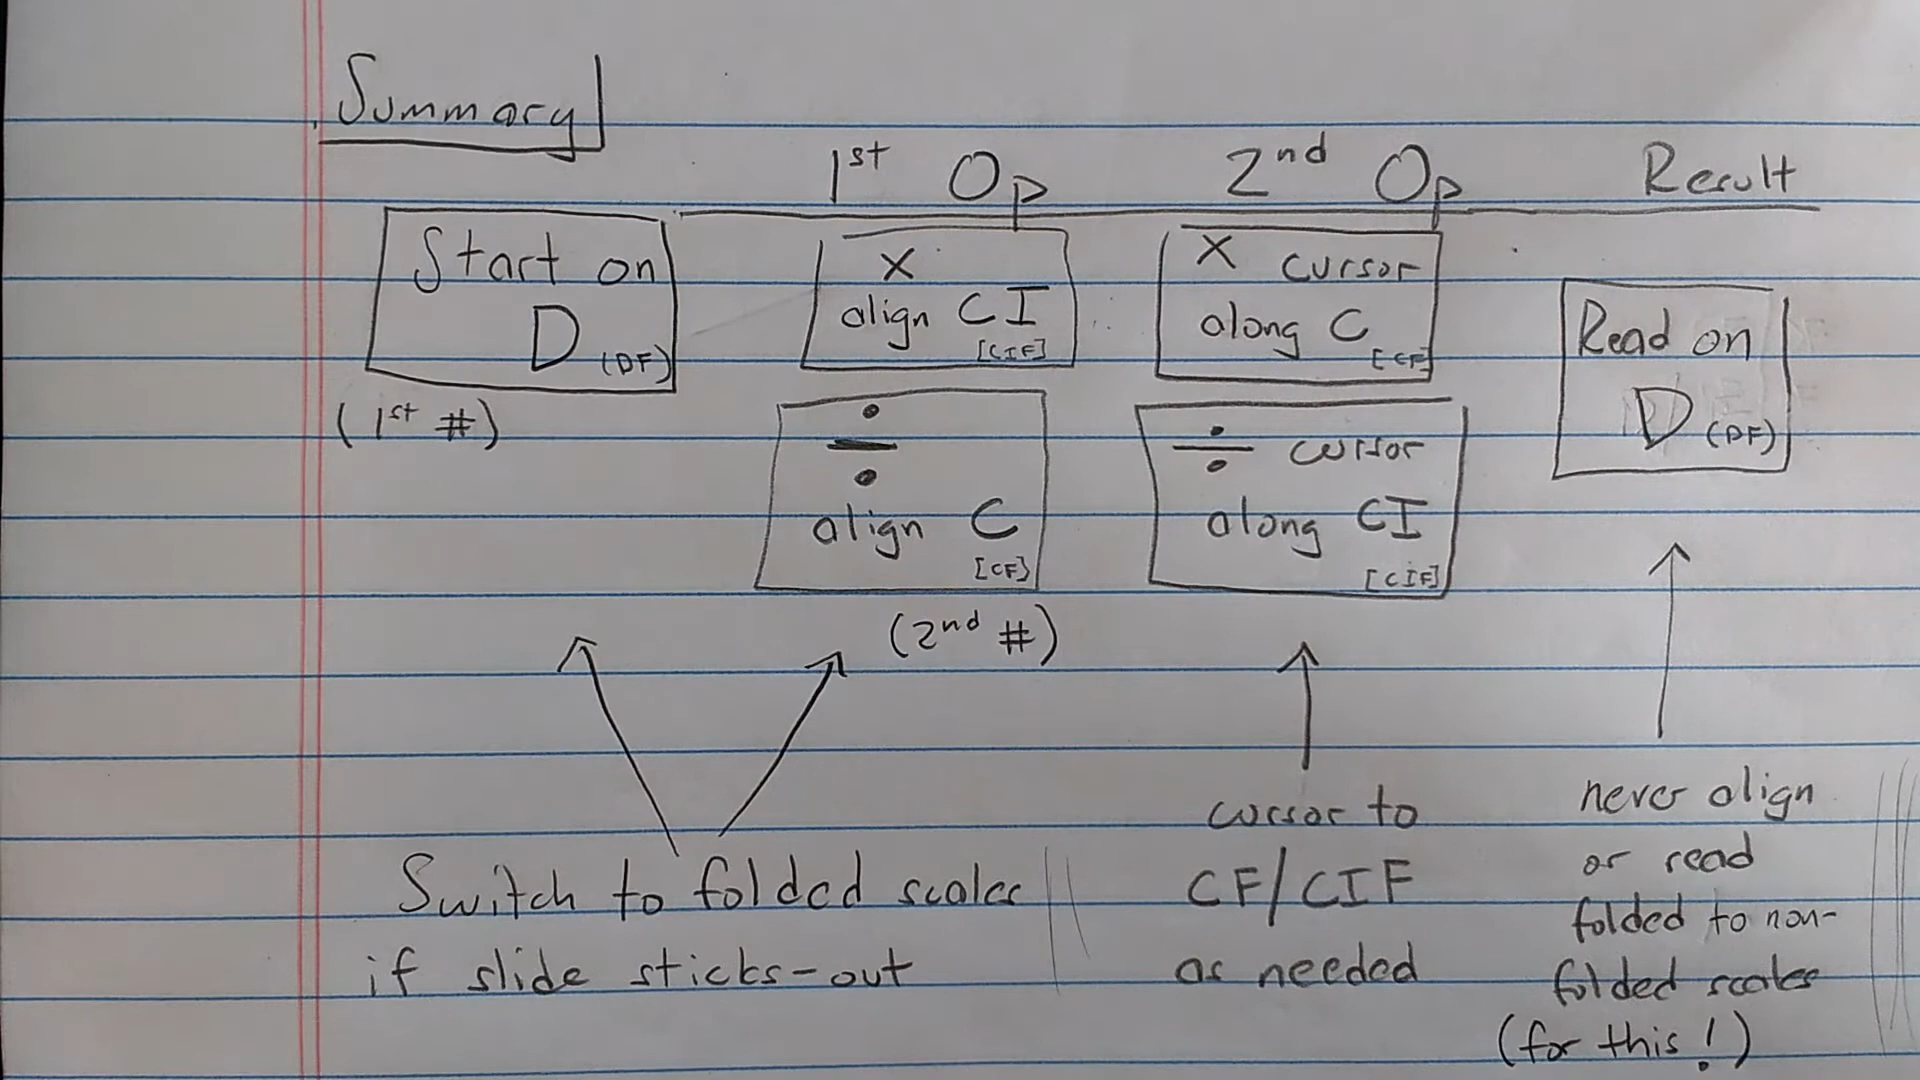 Summary
1st Op 2nd Op Result
Start on
D (DF)
(1st #)
×
align CI
[CIF]
÷
align C
[CF]
(2nd #)
× cursor
along C
[CF]
÷ cursor
along CI
[CIF]
Read on
D (DF)
Switch to folded scales
if slide sticks-out
cursor to
CF/CIF
as needed
never align
or read
folded to non-
folded scales
(for this!)